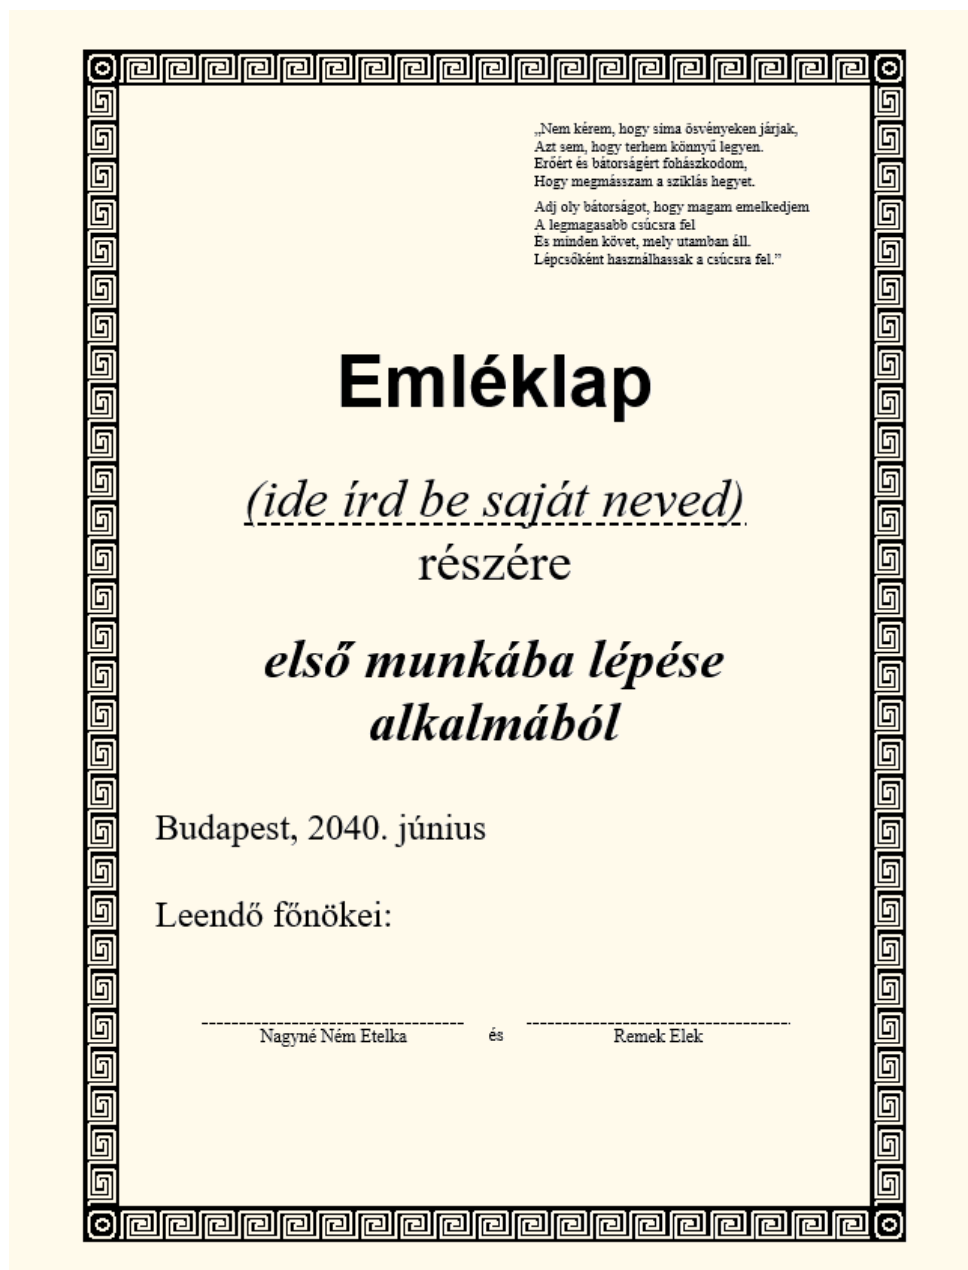 „Nem kérem, hogy sima ösvényeken járjak,
Azt sem, hogy terhem könnyű legyen.
Erőért és bátorságért fohászkodom,
Hogy megmásszam a sziklás hegyet.
Adj oly bátorságot, hogy magam emelkedjem
A legmagasabb csúcsra fel
És minden követ, mely utamban áll.
Lépcsőként használhassak a csúcsra fel.”
Emléklap
(ide írd be saját neved)
részére
első munkába lépése
alkalmából
Budapest, 2040. június
Leendő főnökei:
Nagyné Ném Etelka és Remek Elek